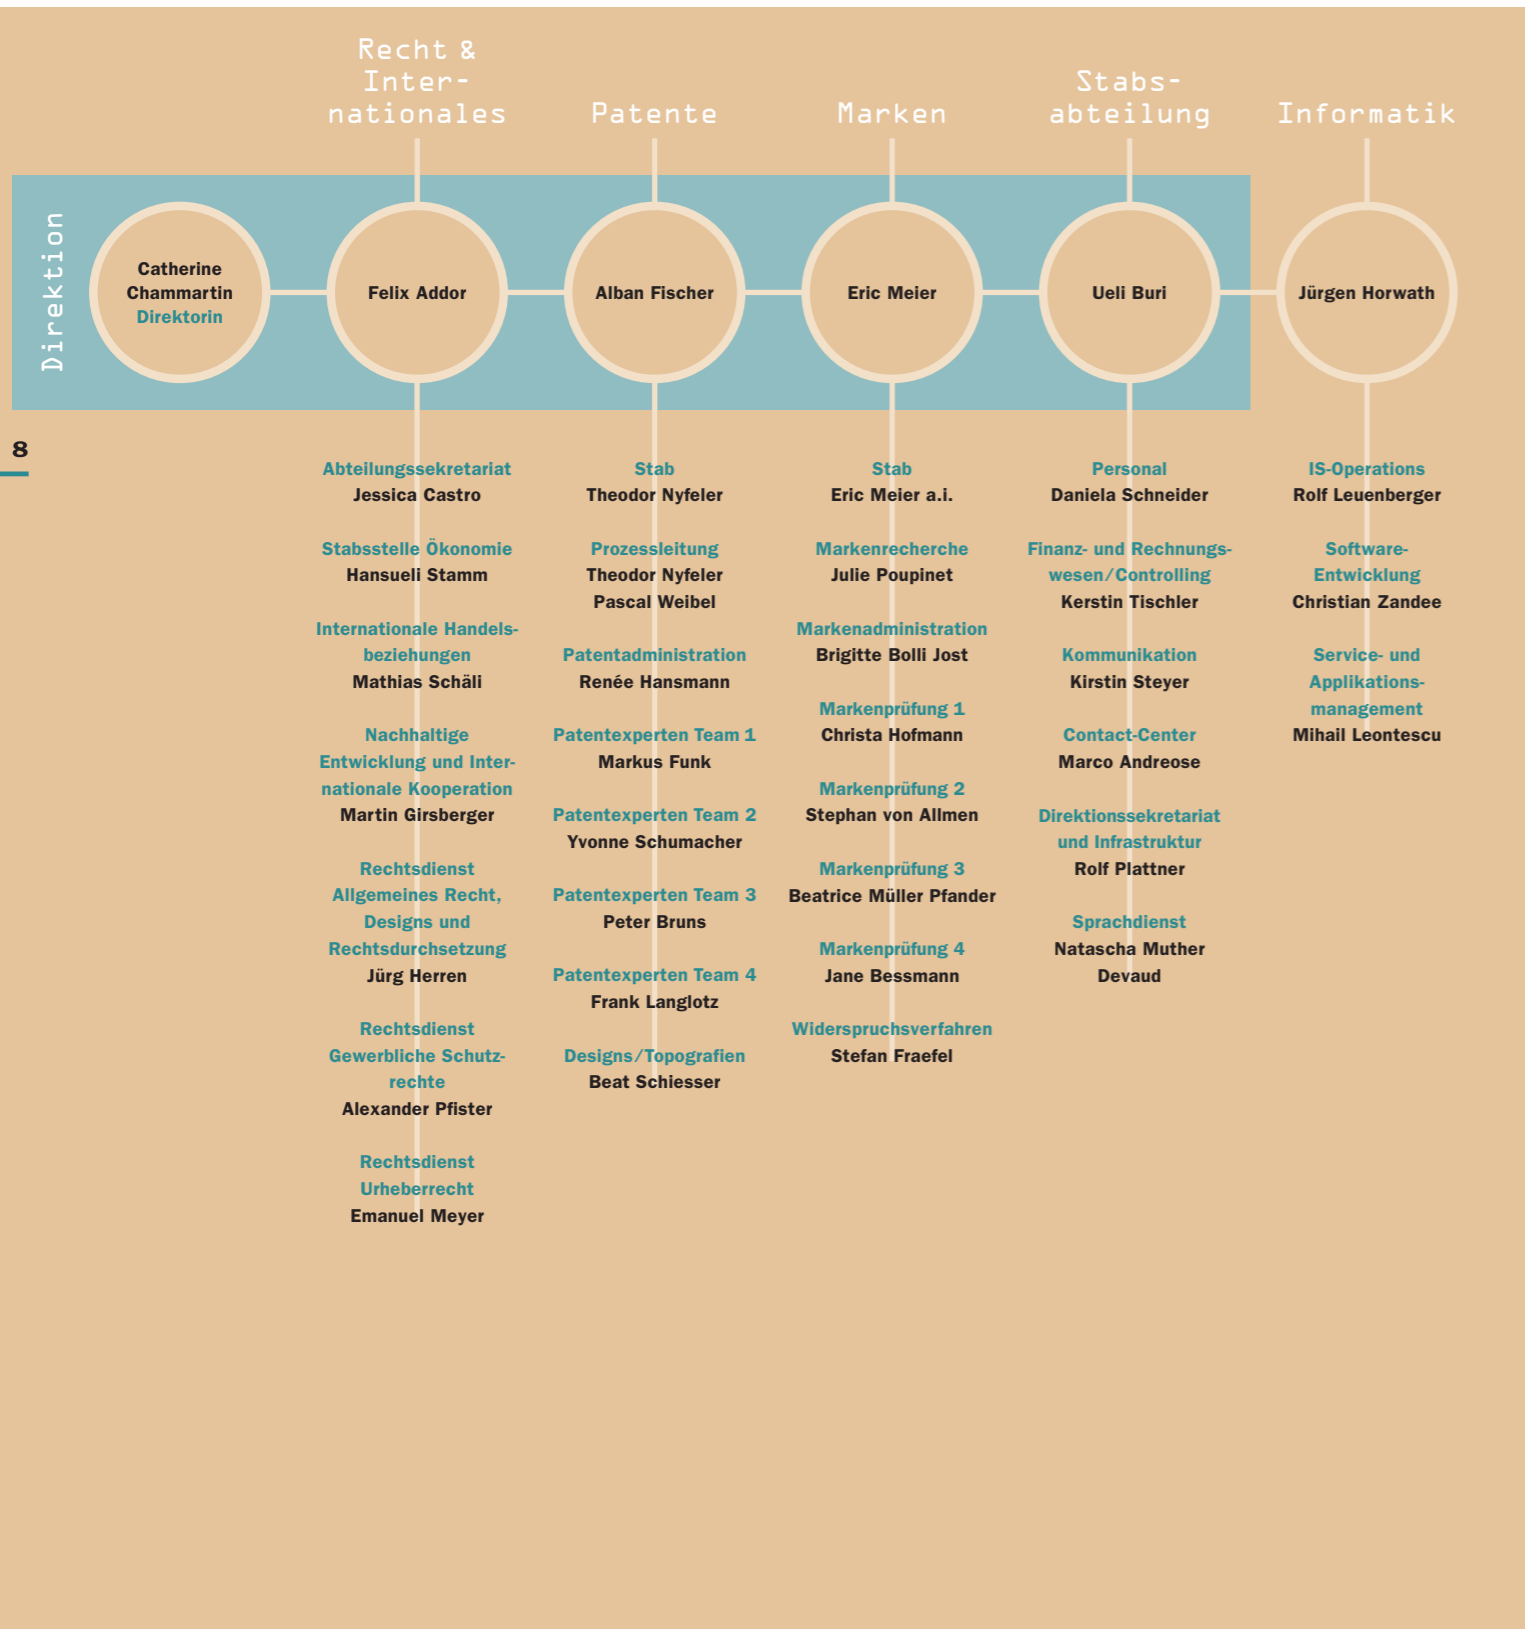 Recht &
Inter-
nationales
Patente
Marken
Stabs-
abteilung
Informatik
Direktion
Catherine
Chammartin
Direktorin
Felix Addor
Alban Fischer
Eric Meier
Ueli Buri
Jürgen Horwath
8
Abteilungssekretariat
Jessica Castro
Stabsstelle Ökonomie
Hansueli Stamm
Internationale Handels-
beziehungen
Mathias Schäli
Nachhaltige
Entwicklung und Inter-
nationale Kooperation
Martin Girsberger
Rechtsdienst
Allgemeines Recht,
Designs und
Rechtsdurchsetzung
Jürg Herren
Rechtsdienst
Gewerbliche Schutz-
rechte
Alexander Pfister
Rechtsdienst
Urheberrecht
Emanuel Meyer
Stab
Theodor Nyfeler
Prozessleitung
Theodor Nyfeler
Pascal Weibel
Patentadministration
Renée Hansmann
Patentexperten Team 1
Markus Funk
Patentexperten Team 2
Yvonne Schumacher
Patentexperten Team 3
Peter Bruns
Patentexperten Team 4
Frank Langlotz
Designs/Topografien
Beat Schiesser
Stab
Eric Meier a.i.
Markenrecherche
Julie Poupinet
Markenadministration
Brigitte Bolli Jost
Markenprüfung 1
Christa Hofmann
Markenprüfung 2
Stephan von Allmen
Markenprüfung 3
Beatrice Müller Pfander
Markenprüfung 4
Jane Bessmann
Widerspruchsverfahren
Stefan Fraefel
Personal
Daniela Schneider
Finanz- und Rechnungs-
wesen/Controlling
Kerstin Tischler
Kommunikation
Kirstin Steyer
Contact-Center
Marco Andreose
Direktionssekretariat
und Infrastruktur
Rolf Plattner
Sprachdienst
Natascha Muther
Devaud
IS-Operations
Rolf Leuenberger
Software-
Entwicklung
Christian Zandee
Service- und
Applikations-
management
Mihail Leontescu